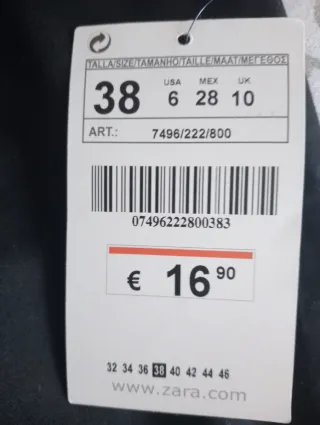 TALLA/SIZE/TAMANHO/TAILLE/MAAT/ΜΕΓΕΘΟΣ
38 USA 6 MEX 28 UK 10
ART.: 7496/222/800
07496222800383
€ 16 90
32 34 36 38 40 42 44 46
www.zara.com